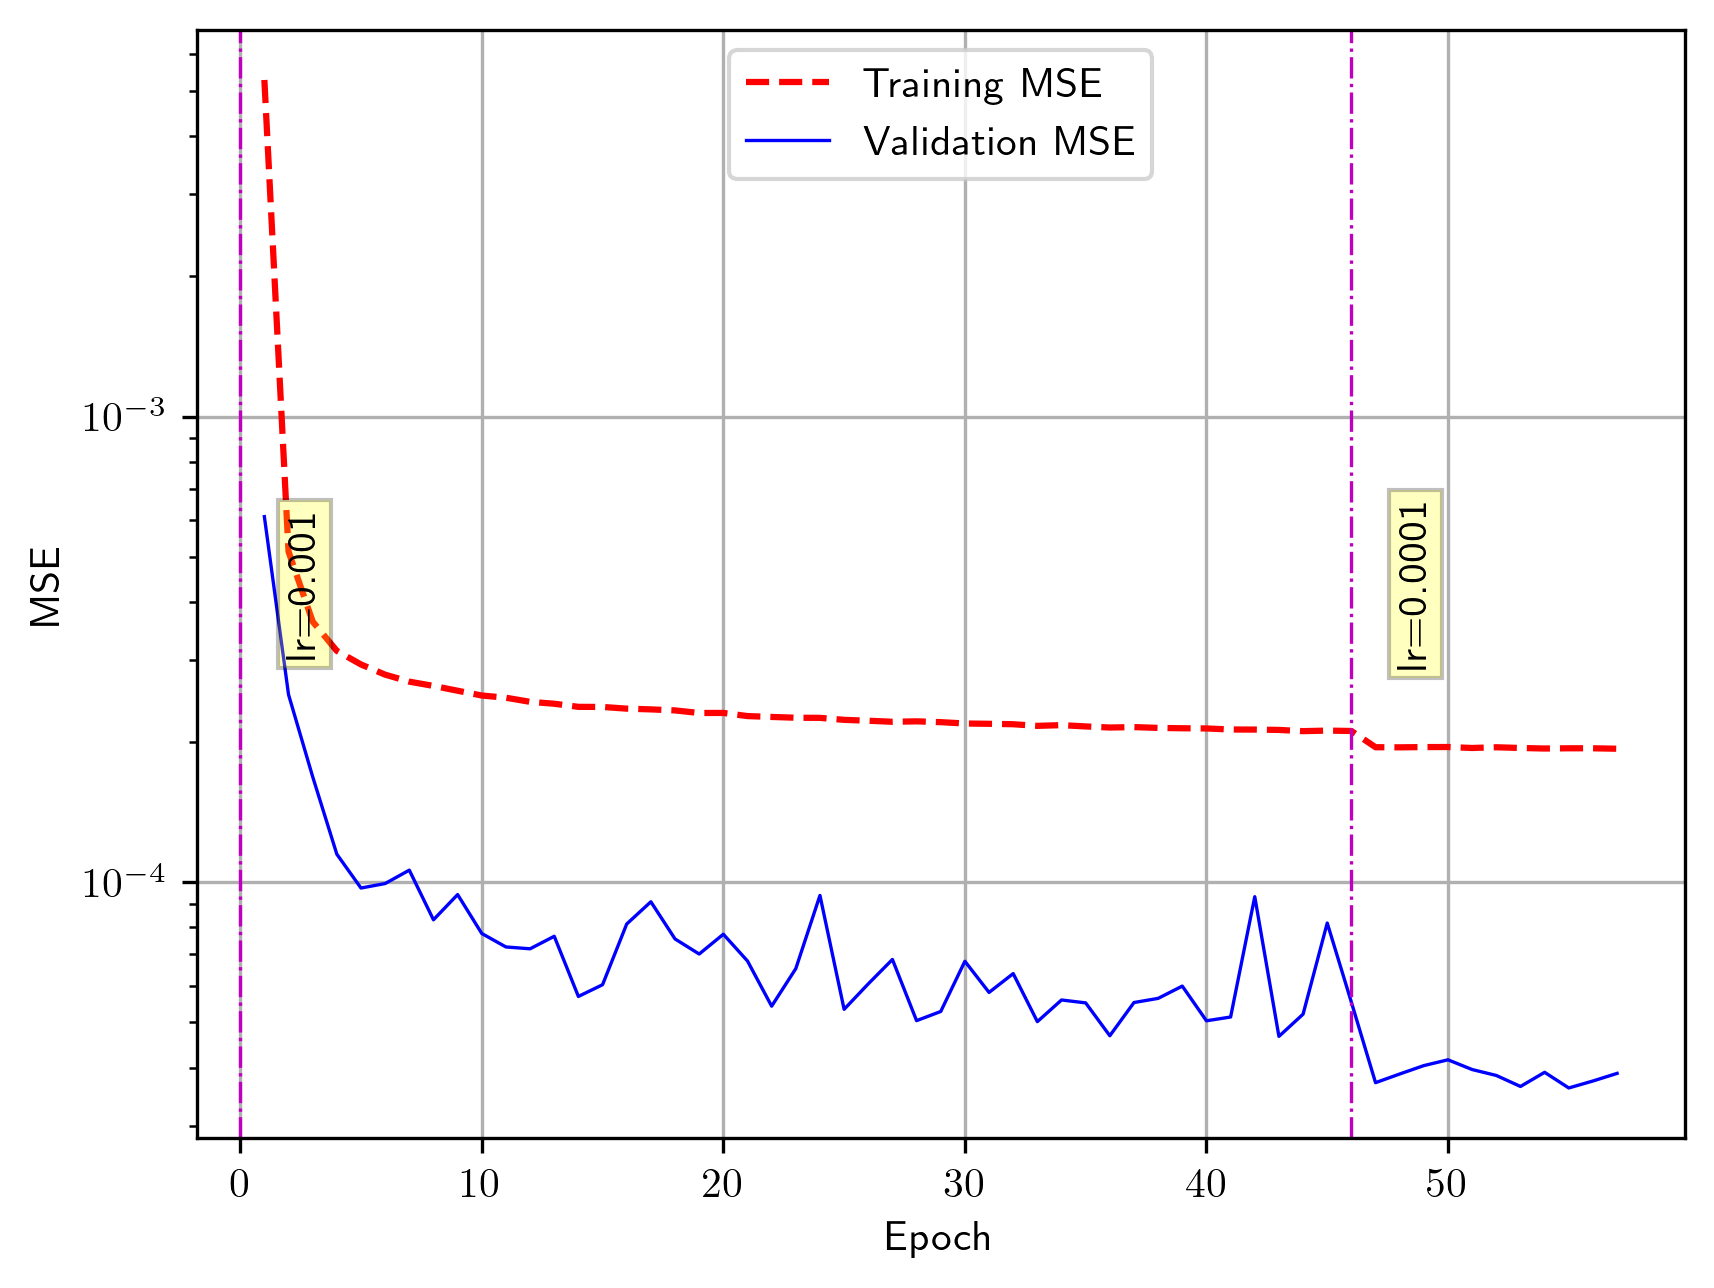 Training MSE
Validation MSE
10⁻³
10⁻⁴
MSE
lr=0.001
lr=0.0001
0 10 20 30 40 50
Epoch